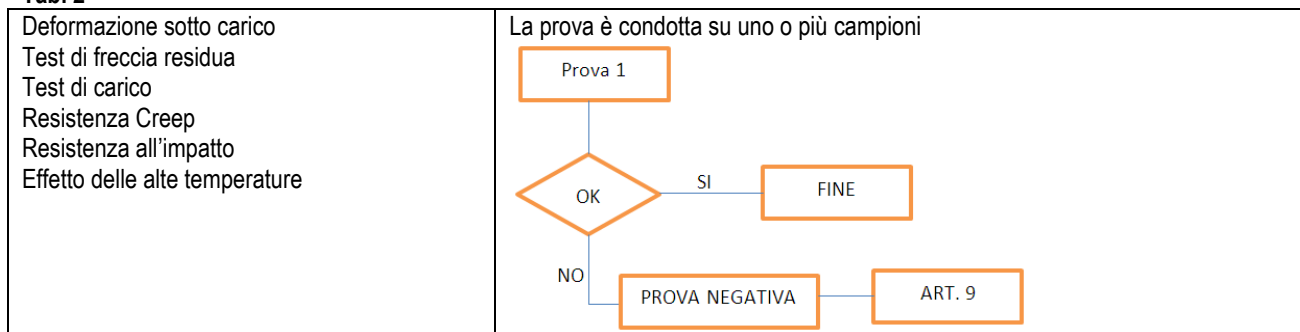 Deformazione sotto carico
Test di freccia residua
Test di carico
Resistenza Creep
Resistenza all'impatto
Effetto delle alte temperature
La prova è condotta su uno o più campioni
Prova 1
OK
SI
FINE
NO
PROVA NEGATIVA
ART. 9